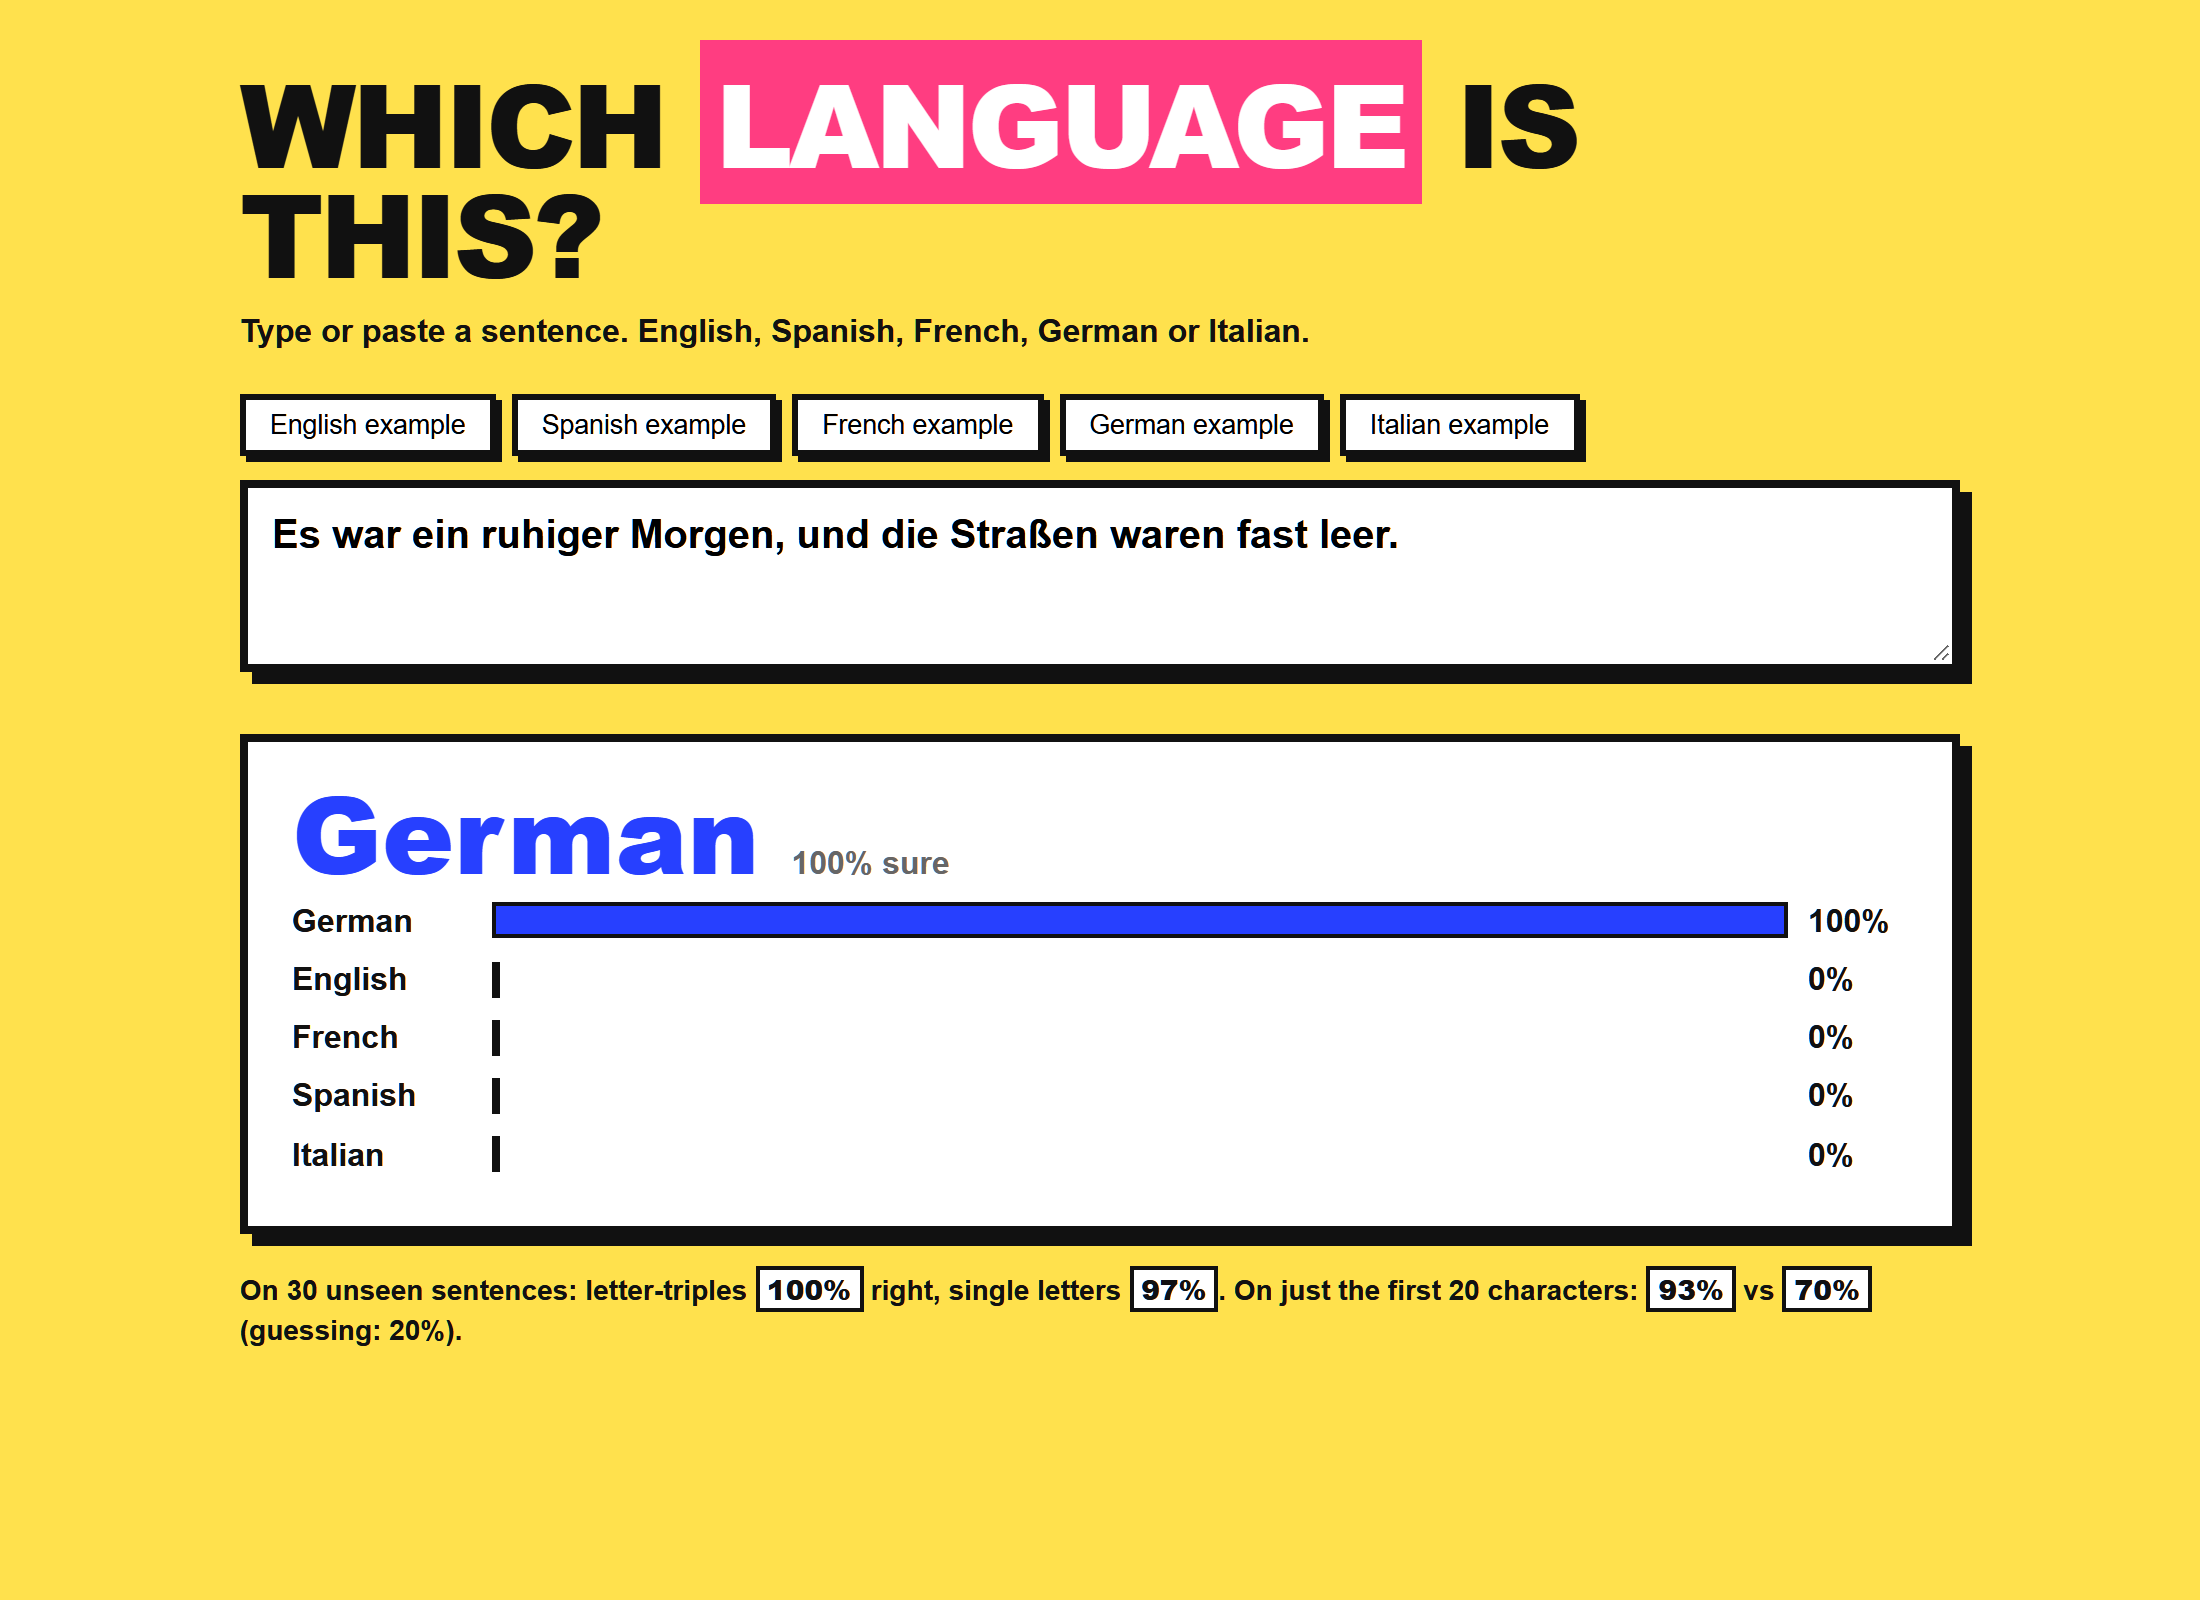 WHICH LANGUAGE IS
THIS?
Type or paste a sentence. English, Spanish, French, German or Italian.
English example Spanish example French example German example Italian example
Es war ein ruhiger Morgen, und die Straßen waren fast leer.
German 100% sure
German 100%
English 0%
French 0%
Spanish 0%
Italian 0%
On 30 unseen sentences: letter-triples 100% right, single letters 97%. On just the first 20 characters: 93% vs 70%
(guessing: 20%).